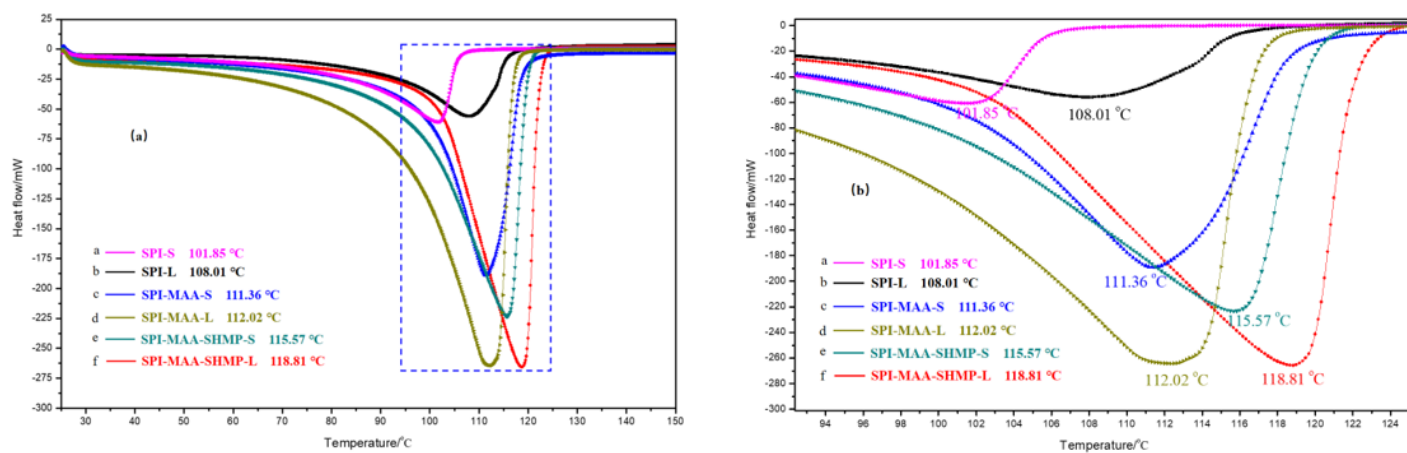 25
0
-25
-50
-75
-100
-125
-150
-175
-200
-225
-250
-275
-300
Heat flow/mW
(a)
a SPI-S 101.85 °C
b SPI-L 108.01 °C
c SPI-MAA-S 111.36 °C
d SPI-MAA-L 112.02 °C
e SPI-MAA-SHMP-S 115.57 °C
f SPI-MAA-SHMP-L 118.81 °C
30 40 50 60 70 80 90 100 110 120 130 140 150
Temperature/°C
0
-20
-40
-60
-80
-100
-120
-140
-160
-180
-200
-220
-240
-260
-280
-300
Heat flow/mW
101.85 °C
108.01 °C
(b)
111.36 °C
115.57 °C
112.02 °C
118.81 °C
a SPI-S 101.85 °C
b SPI-L 108.01 °C
c SPI-MAA-S 111.36 °C
d SPI-MAA-L 112.02 °C
e SPI-MAA-SHMP-S 115.57 °C
f SPI-MAA-SHMP-L 118.81 °C
94 96 98 100 102 104 106 108 110 112 114 116 118 120 122 124
Temperature/°C